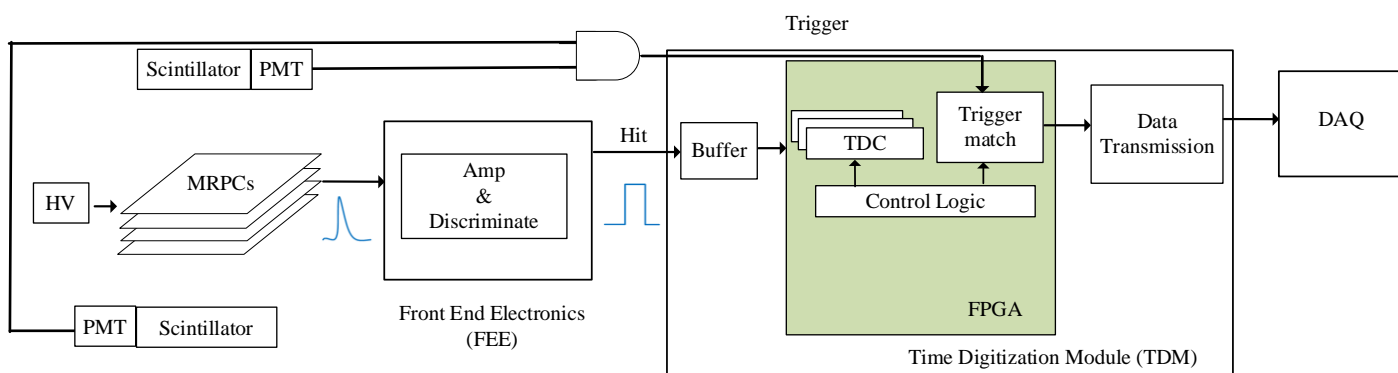 Trigger
Scintillator
PMT
HV
MRPCs
Amp
&
Discriminate
Front End Electronics
(FEE)
Hit
Buffer
TDC
Trigger
match
Control Logic
FPGA
Data
Transmission
Time Digitization Module (TDM)
DAQ
PMT
Scintillator